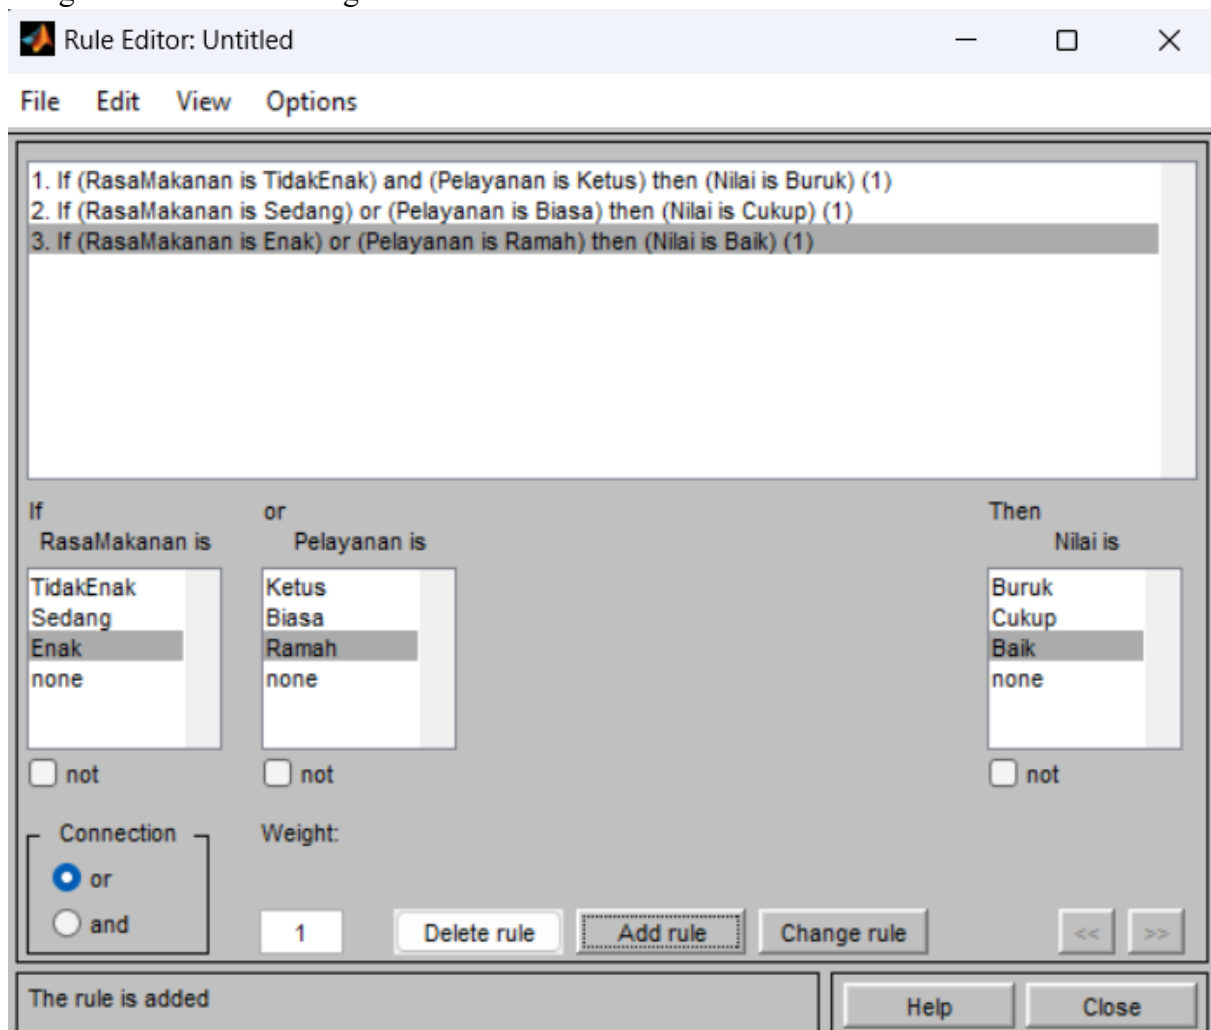 Rule Editor: Untitled
File Edit View Options
1. If (RasaMakanan is TidakEnak) and (Pelayanan is Ketus) then (Nilai is Buruk) (1)
2. If (RasaMakanan is Sedang) or (Pelayanan is Biasa) then (Nilai is Cukup) (1)
3. If (RasaMakanan is Enak) or (Pelayanan is Ramah) then (Nilai is Baik) (1)
If
RasaMakanan is
TidakEnak
Sedang
Enak
none
not
or
Pelayanan is
Ketus
Biasa
Ramah
none
not
Then
Nilai is
Buruk
Cukup
Baik
none
not
Connection
or
and
Weight:
1
Delete rule
Add rule
Change rule
<<
>>
The rule is added
Help
Close